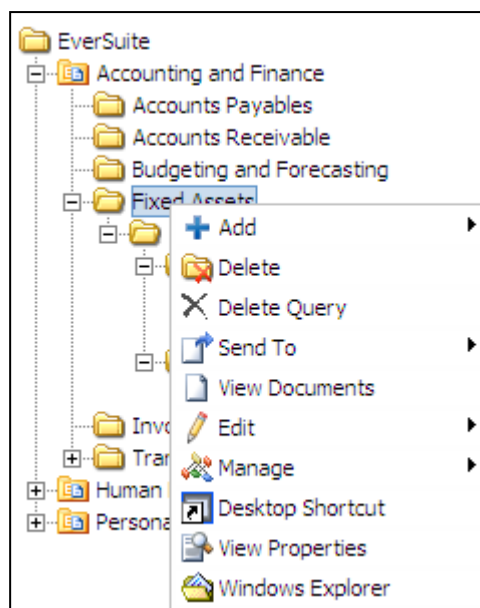 EverSuite
Accounting and Finance
Accounts Payables
Accounts Receivable
Budgeting and Forecasting
Fixed Assets
Add
Delete
Delete Query
Send To
View Documents
Edit
Manage
Desktop Shortcut
View Properties
Windows Explorer
Human